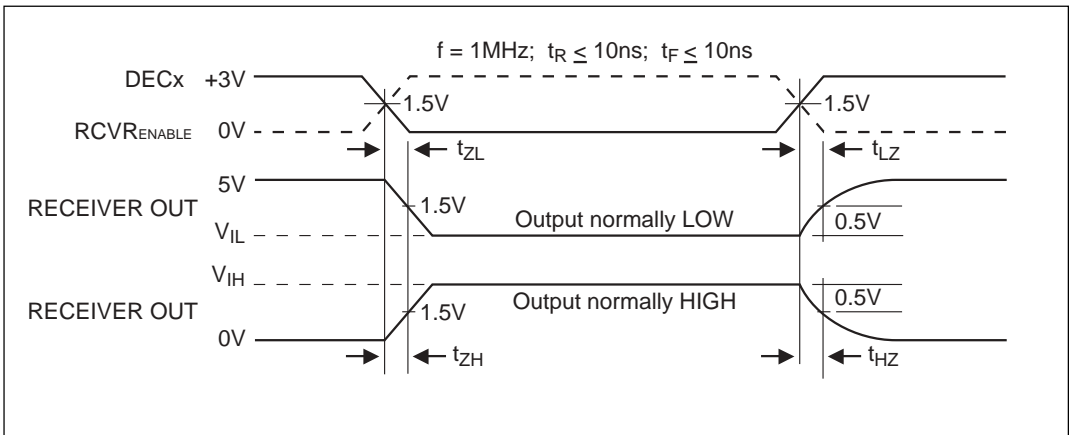 f = 1MHz; tR ≤ 10ns; tF ≤ 10ns
DECx +3V
1.5V 1.5V
RCVRENABLE 0V
tZL tLZ
5V
RECEIVER OUT
1.5V Output normally LOW 0.5V
VIL
VIH
Output normally HIGH 0.5V
RECEIVER OUT 1.5V
0V
tZH tHZ